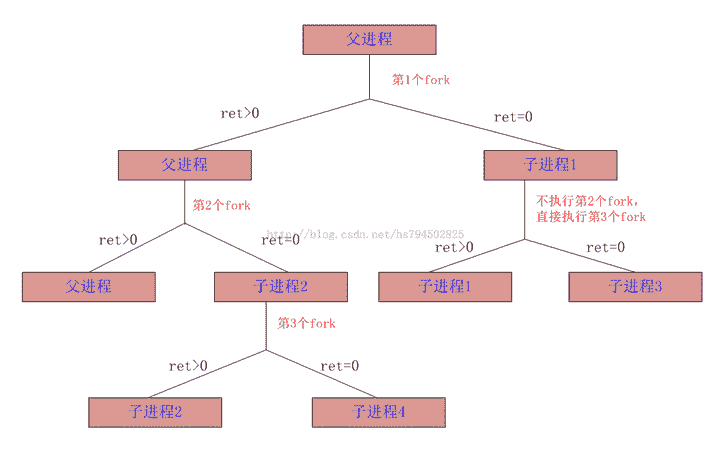 父进程
第1个fork
ret>0
ret=0
父进程
子进程1
第2个fork
不执行第2个fork,
直接执行第3个fork
http://blog.csdn.net/hs794502825
ret>0
ret=0
ret>0
ret=0
父进程
子进程2
子进程1
子进程3
第3个fork
ret>0
ret=0
子进程2
子进程4